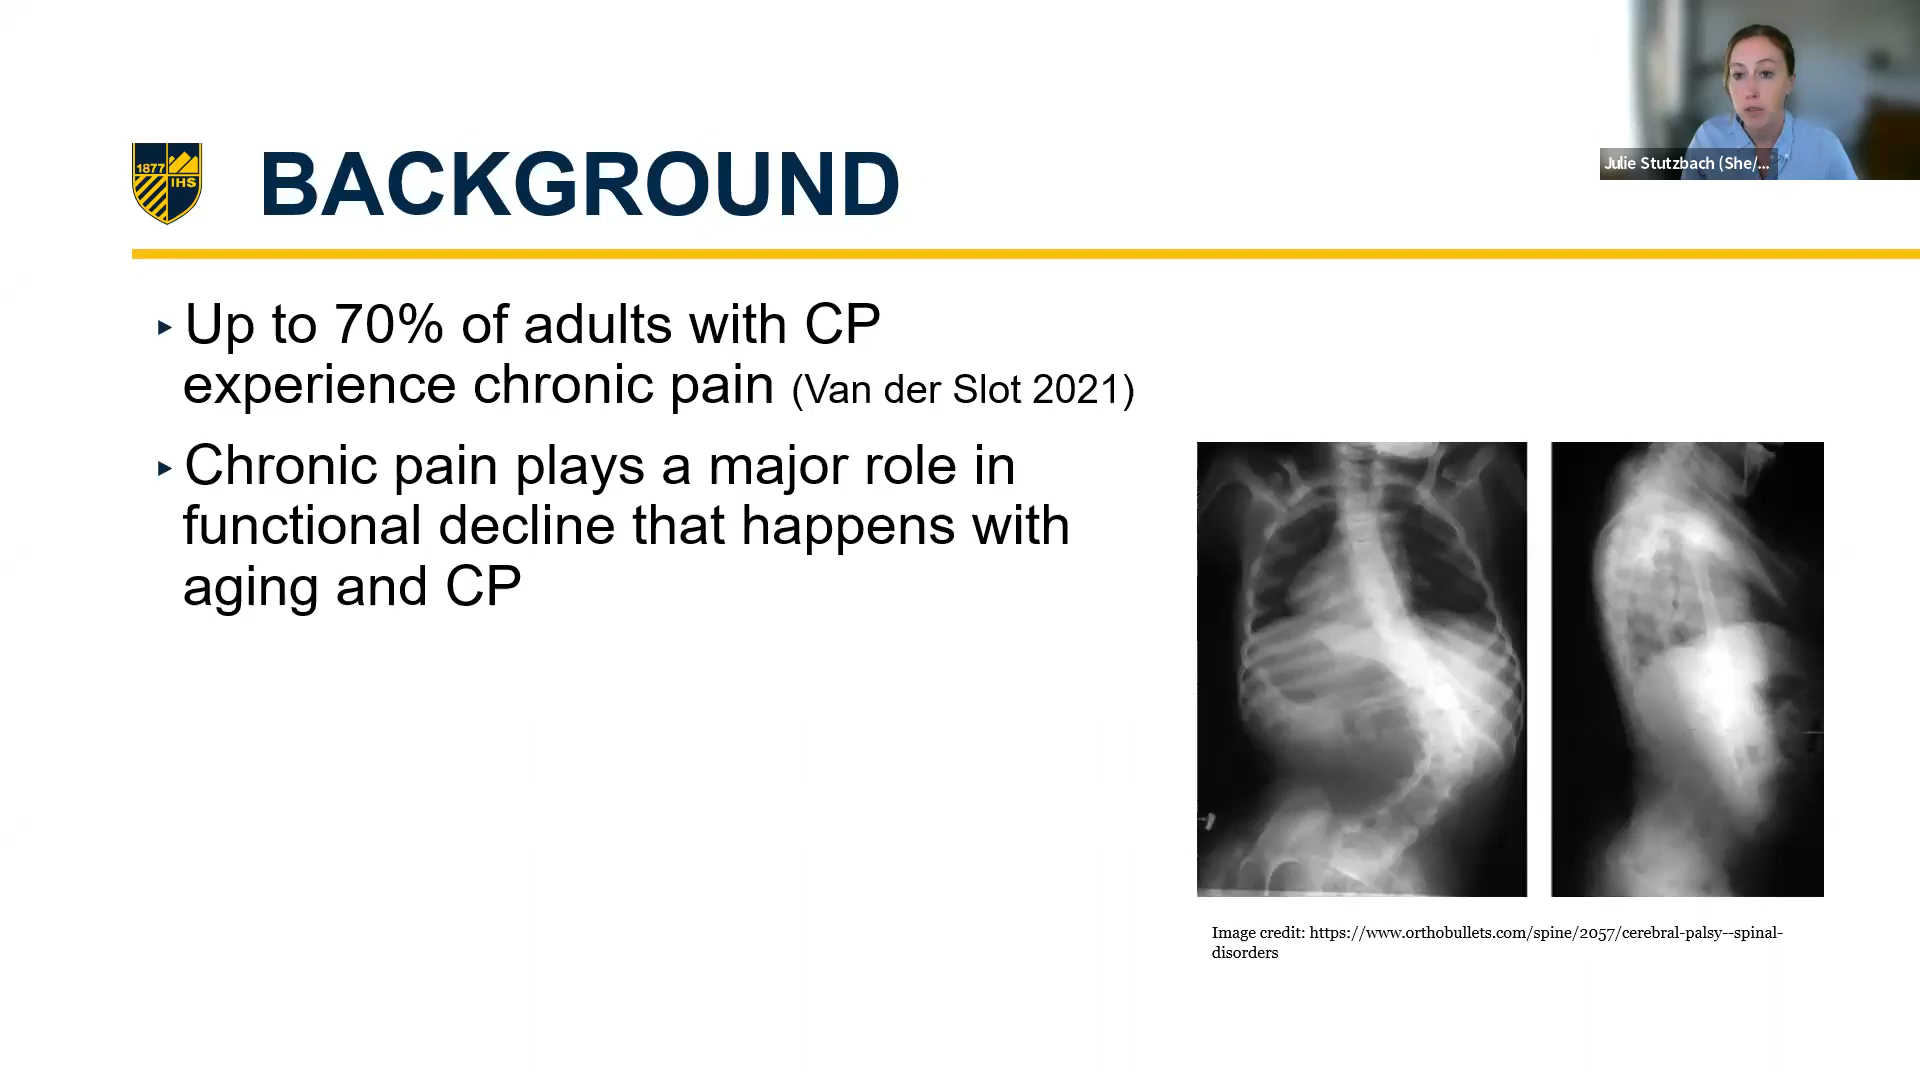 Julie Stutzbach (She/...
1877
IHS
BACKGROUND
Up to 70% of adults with CP
experience chronic pain (Van der Slot 2021)
Chronic pain plays a major role in
functional decline that happens with
aging and CP
Image credit: https://www.orthobullets.com/spine/2057/cerebral-palsy--spinal-
disorders